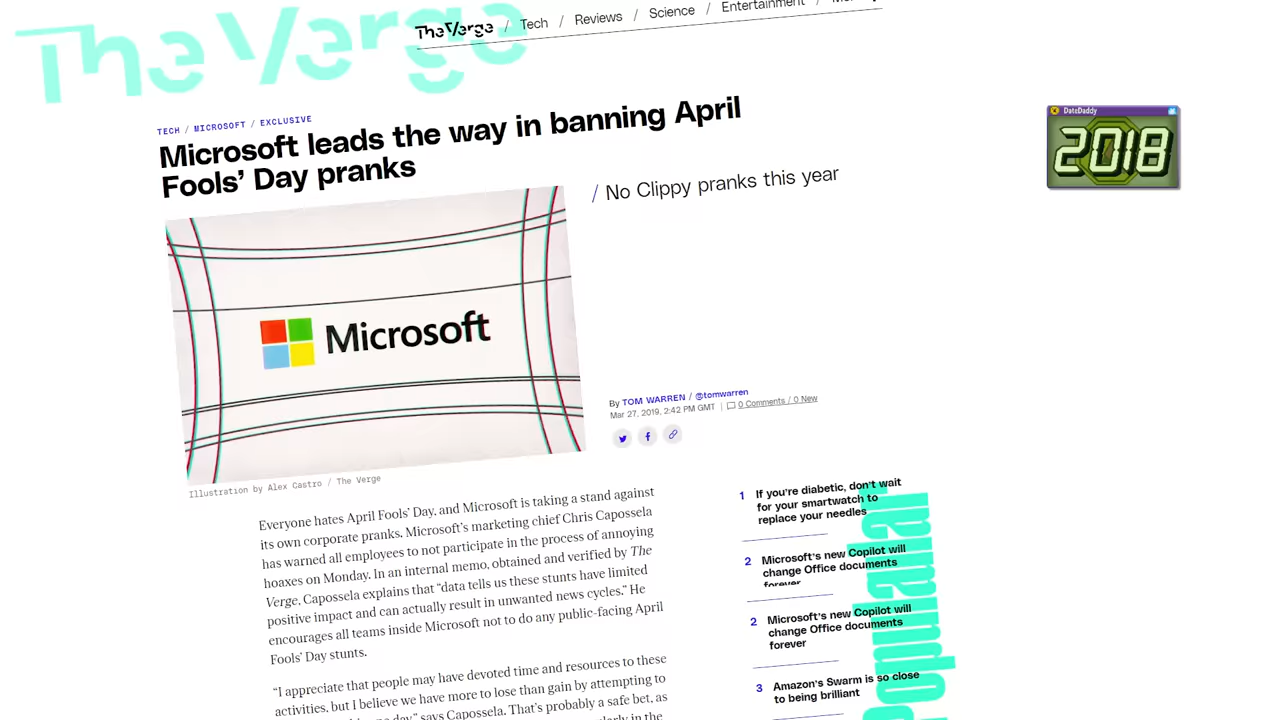 The Verge
The Verge / Tech / Reviews / Science / Entertainment /
TECH / MICROSOFT / EXCLUSIVE
Microsoft leads the way in banning April
Fools’ Day pranks
/ No Clippy pranks this year
DateDaddy
2018
Microsoft
By TOM WARREN / @tomwarren
Mar 27, 2019, 2:42 PM GMT | 0 Comments / 0 New
Illustration by Alex Castro / The Verge
Everyone hates April Fools’ Day, and Microsoft is taking a stand against
its own corporate pranks. Microsoft’s marketing chief Chris Capossela
has warned all employees to not participate in the process of annoying
hoaxes on Monday. In an internal memo, obtained and verified by The
Verge, Capossela explains that “data tells us these stunts have limited
positive impact and can actually result in unwanted news cycles.” He
encourages all teams inside Microsoft not to do any public-facing April
Fools’ Day stunts.
“I appreciate that people may have devoted time and resources to these
activities, but I believe we have more to lose than gain by attempting to
day,” says Capossela. That’s probably a safe bet, as
in the
1 If you’re diabetic, don’t wait
for your smartwatch to
replace your needles
2 Microsoft’s new Copilot will
change Office documents
forever
2 Microsoft’s new Copilot will
change Office documents
forever
3 Amazon’s Swarm is so close
to being brilliant